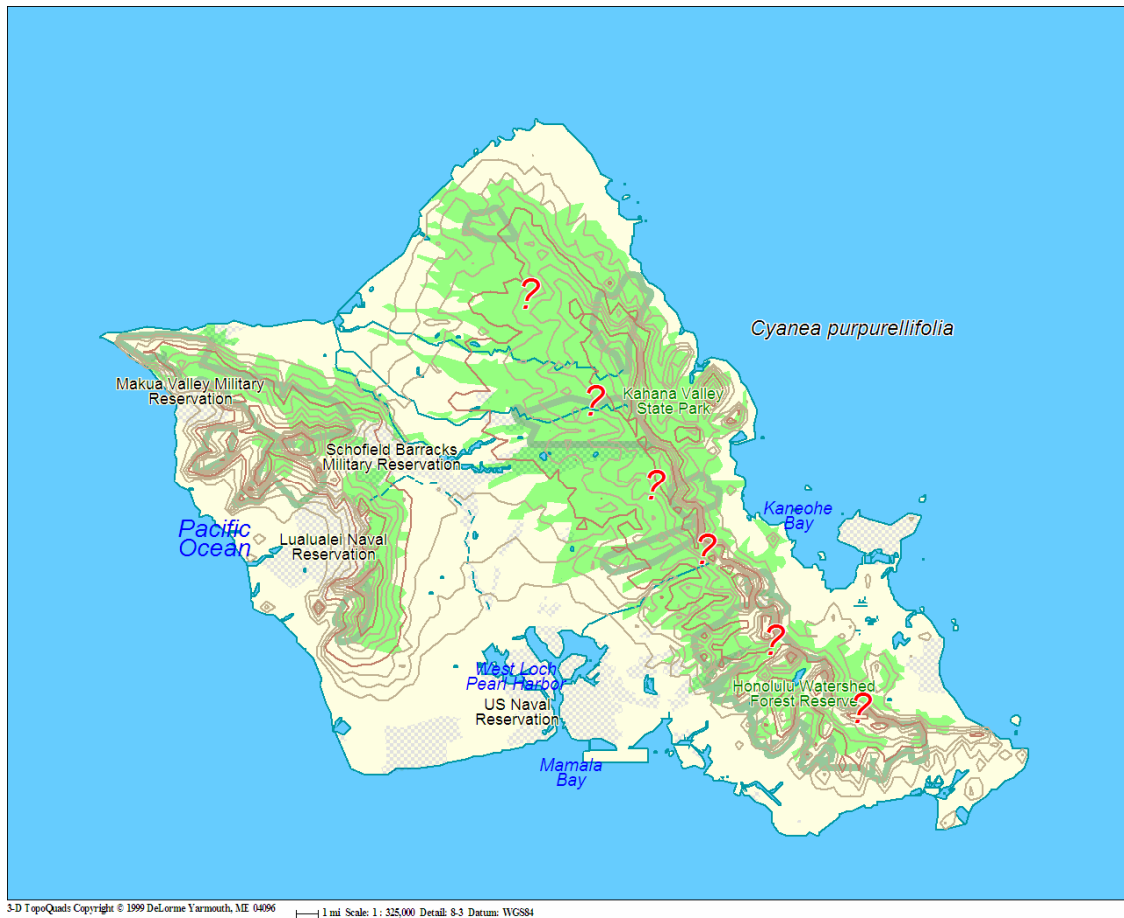 ?
Cyanea purpurellifolia
Makua Valley Military
Reservation
?
Kahana Valley
State Park
Schofield Barracks
Military Reservation
?
Kaneohe
Bay
Pacific
Ocean
Lualualei Naval
Reservation
?
?
West Loch
Pearl Harbor
Honolulu Watershed
Forest Reserve
?
US Naval
Reservation
Mamala
Bay
3-D TopoQuads Copyright © 1999 DeLorme Yarmouth, ME 04096
1 mi Scale: 1 : 325,000 Detail: 8-3 Datum: WGS84